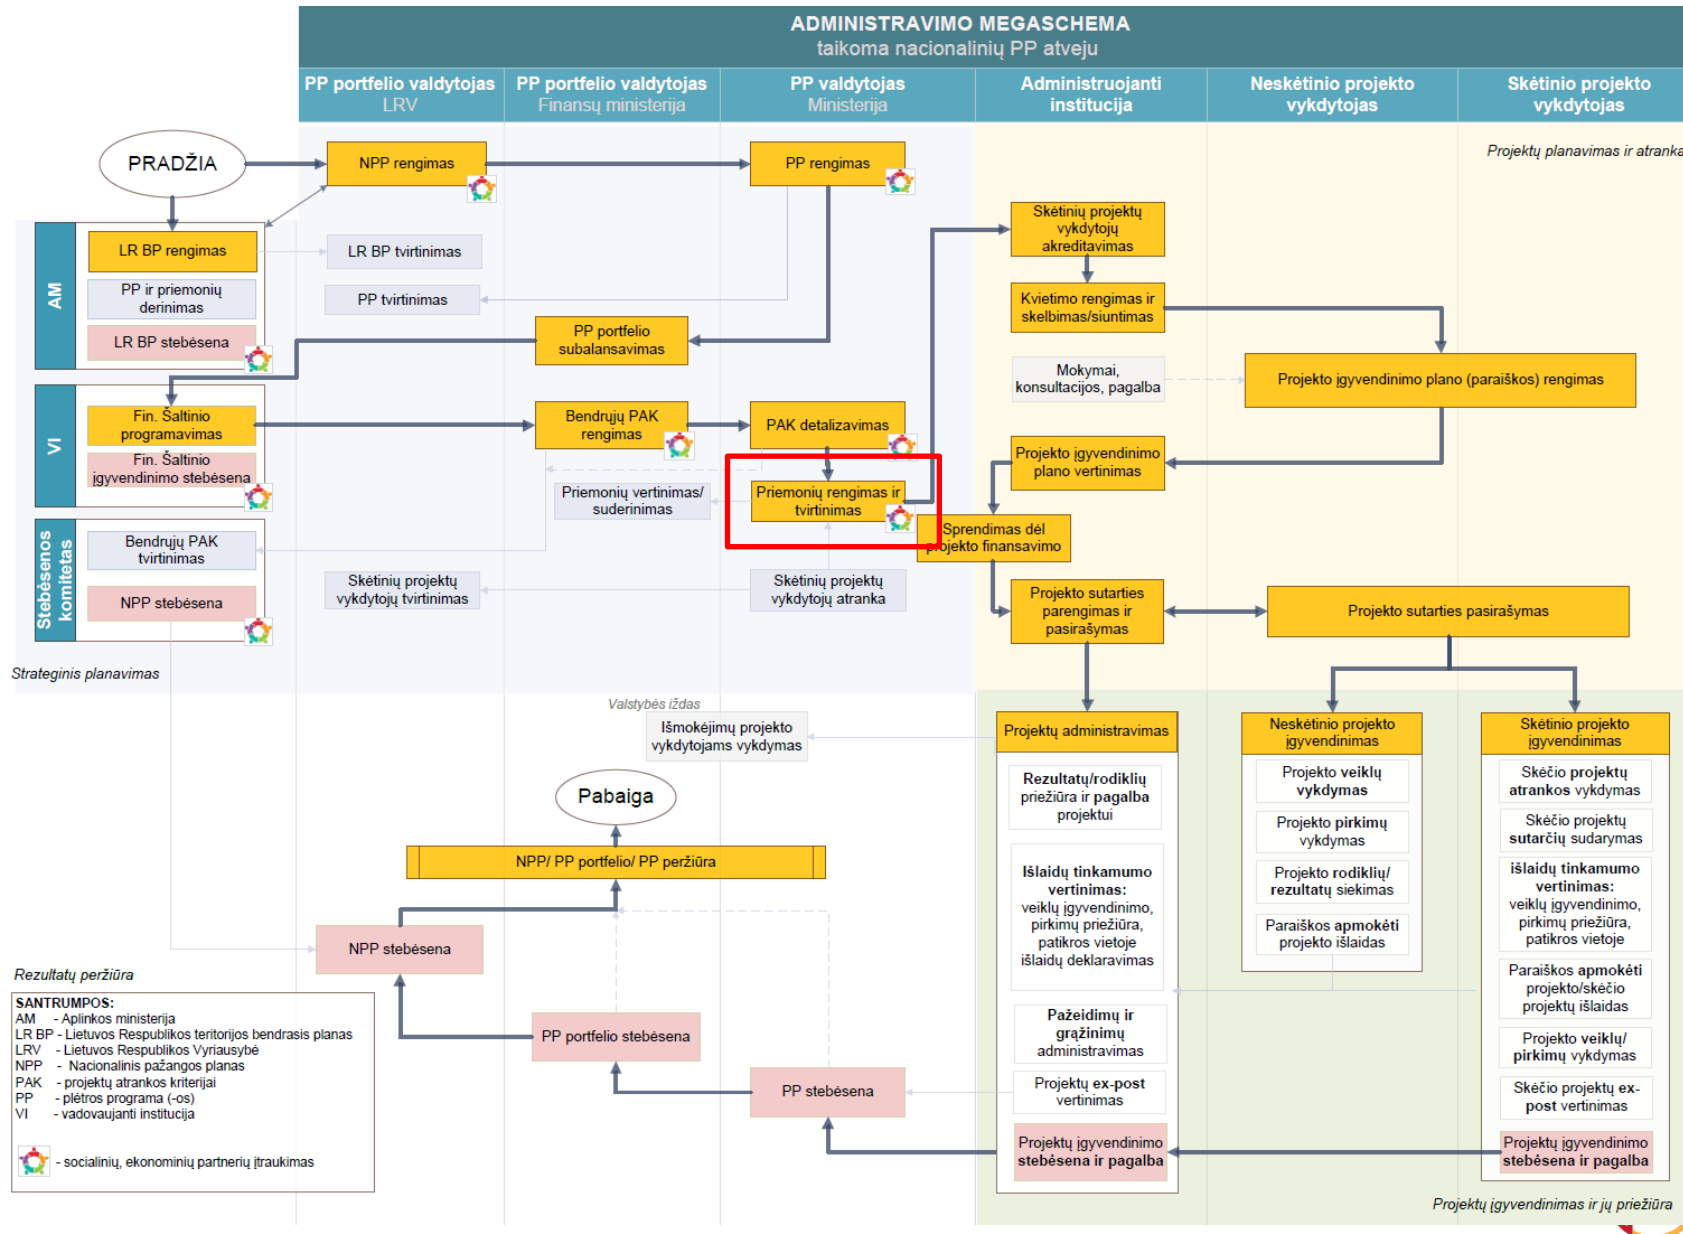 ADMINISTRAVIMO MEGASCHEMA
taikoma nacionalinių PP atveju
PP portfelio valdytojas
LRV
PP portfelio valdytojas
Finansų ministerija
PP valdytojas
Ministerija
Administruojanti
institucija
Neskėtinio projekto
vykdytojas
Skėtinio projekto
vykdytojas
PRADŽIA
NPP rengimas
PP rengimas
Projektų planavimas ir atranka
AM
LR BP rengimas
PP ir priemonių
derinimas
LR BP stebėsena
LR BP tvirtinimas
PP tvirtinimas
PP portfelio
subalansavimas
Skėtinių projektų
vykdytojų
akreditavimas
Kvietimo rengimas ir
skelbimas/siuntimas
Mokymai,
konsultacijos, pagalba
Projekto įgyvendinimo plano (paraiškos) rengimas
VI
Fin. Šaltinio
programavimas
Fin. Šaltinio
įgyvendinimo stebėsena
Bendrųjų PAK
rengimas
PAK detalizavimas
Projekto įgyvendinimo
plano vertinimas
Priemonių vertinimas/
suderinimas
Priemonių rengimas ir
tvirtinimas
Sprendimas dėl
projekto finansavimo
Stebėsenos
komitetas
Bendrųjų PAK
tvirtinimas
NPP stebėsena
Skėtinių projektų
vykdytojų tvirtinimas
Skėtinių projektų
vykdytojų atranka
Projekto sutarties
parengimas ir
pasirašymas
Projekto sutarties pasirašymas
Strateginis planavimas
Valstybės iždas
Išmokėjimų projekto
vykdytojams vykdymas
Pabaiga
NPP/ PP portfelio/ PP peržiūra
NPP stebėsena
PP portfelio stebėsena
PP stebėsena
Projektų administravimas
Rezultatų/rodiklių
priežiūra ir pagalba
projektui
Išlaidų tinkamumo
vertinimas:
veiklų įgyvendinimo,
pirkimų priežiūra,
patikros vietoje
išlaidų deklaravimas
Pažeidimų ir
grąžinimų
administravimas
Projektų ex-post
vertinimas
Projektų įgyvendinimo
stebėsena ir pagalba
Neskėtinio projekto
įgyvendinimas
Projekto veiklų
vykdymas
Projekto pirkimų
vykdymas
Projekto rodiklių/
rezultatų siekimas
Paraiškos apmokėti
projekto išlaidas
Skėtinio projekto
įgyvendinimas
Skėčio projektų
atrankos vykdymas
Skėčio projektų
sutarčių sudarymas
išlaidų tinkamumo
vertinimas:
veiklų įgyvendinimo,
pirkimų priežiūra,
patikros vietoje
Paraiškos apmokėti
projekto/skėčio
projektų išlaidas
Projekto veiklų/
pirkimų vykdymas
Skėčio projektų ex-
post vertinimas
Projektų įgyvendinimo
stebėsena ir pagalba
Rezultatų peržiūra
SANTRUMPOS:
AM - Aplinkos ministerija
LR BP - Lietuvos Respublikos teritorijos bendrasis planas
LRV - Lietuvos Respublikos Vyriausybė
NPP - Nacionalinis pažangos planas
PAK - projektų atrankos kriterijai
PP - plėtros programa (-os)
VI - vadovaujanti institucija
- socialinių, ekonominių partnerių įtraukimas
Projektų įgyvendinimas ir jų priežiūra